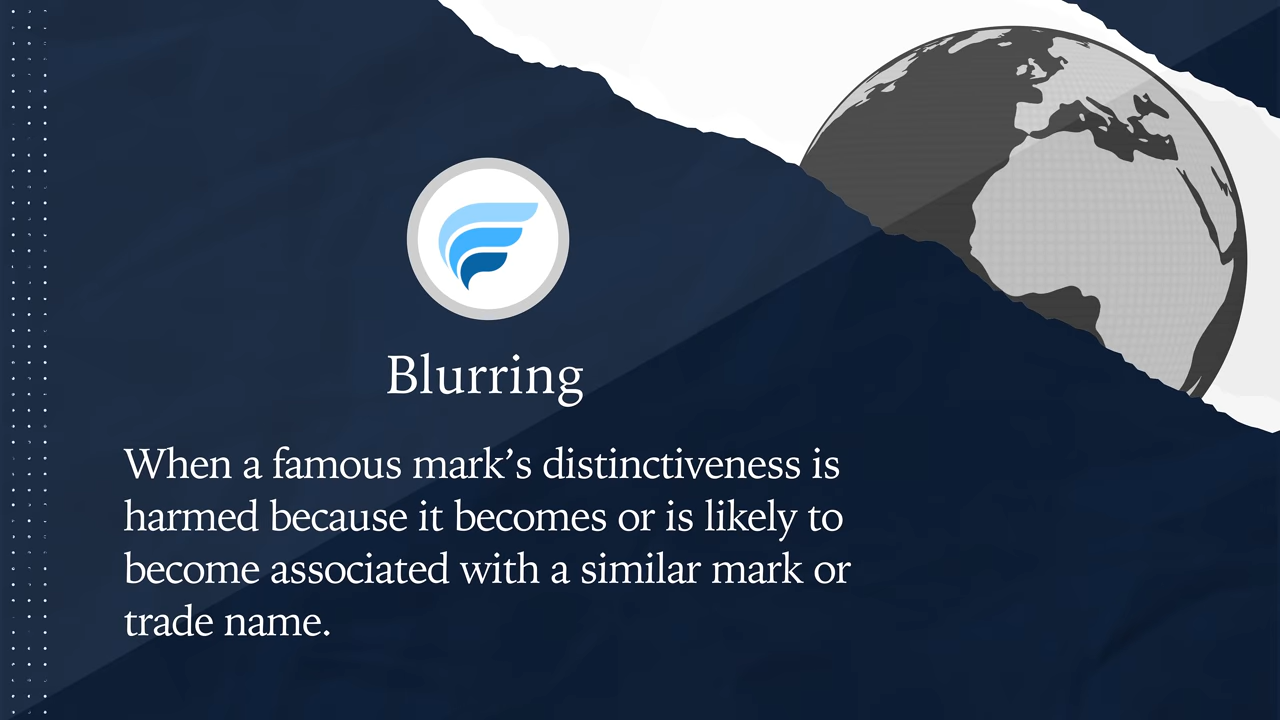 Blurring
When a famous mark’s distinctiveness is
harmed because it becomes or is likely to
become associated with a similar mark or
trade name.